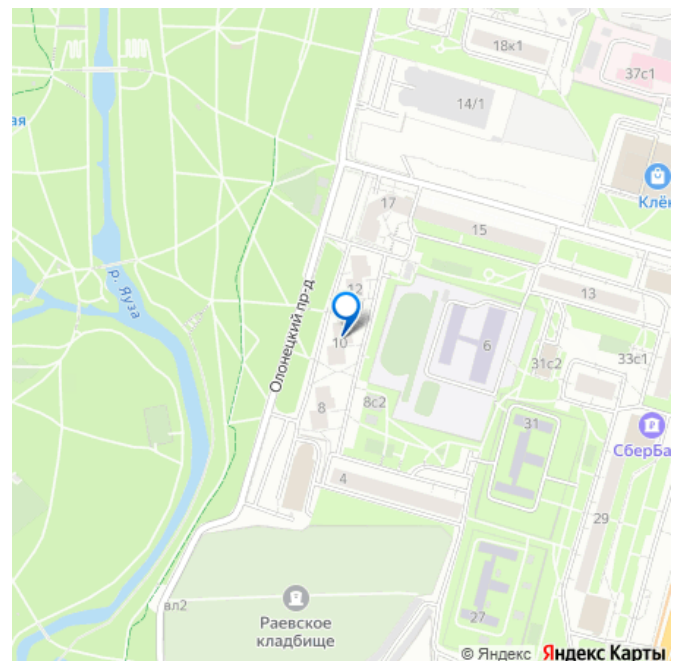 18к1
37с1
14/1
ая
Клён
17
15
р. Яуза
Олонецкий пр-д
12
13
10
6
31с2
33с1
8
8с2
31
СберБа
4
29
вл2
Раевское
кладбище
27
© Яндекс Яндекс Карты